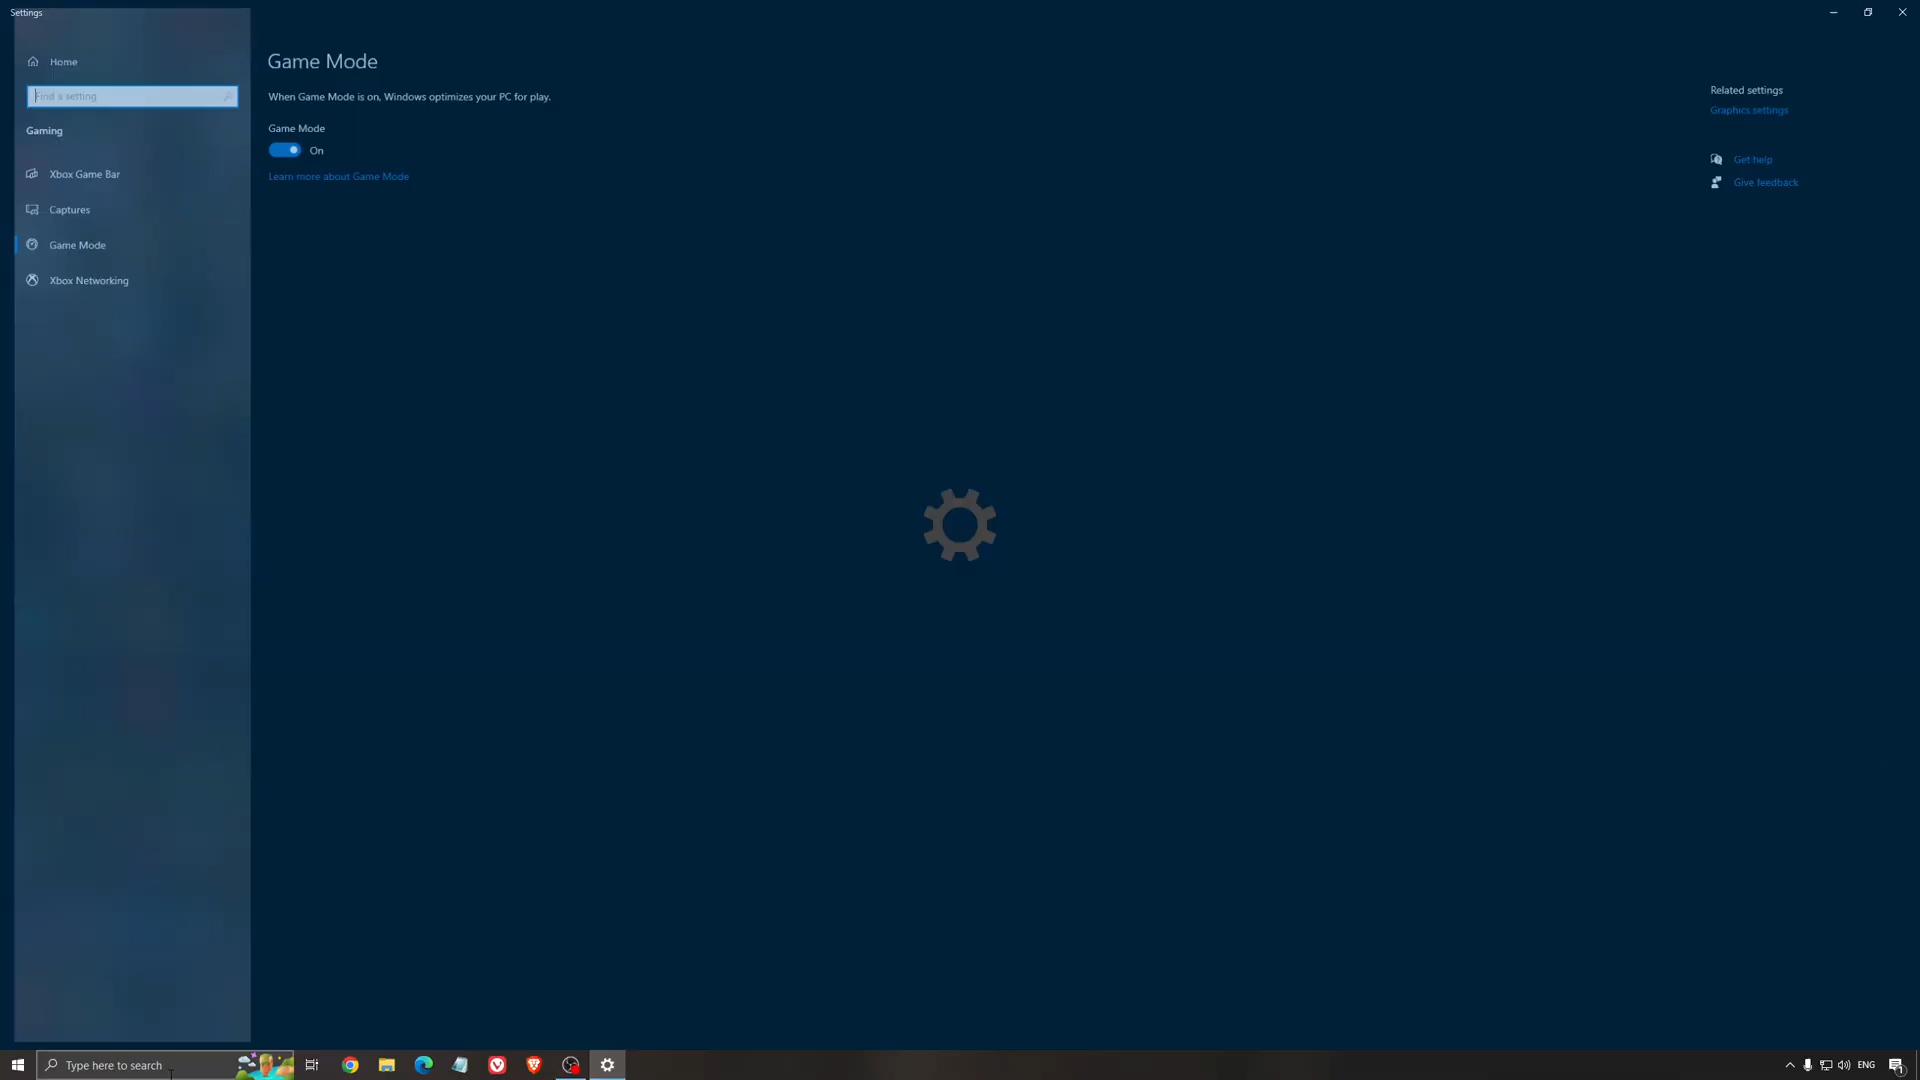 Settings
Home
Find a setting
Gaming
Xbox Game Bar
Captures
Game Mode
Xbox Networking
Game Mode
When Game Mode is on, Windows optimizes your PC for play.
Game Mode
On
Learn more about Game Mode
Related settings
Graphics settings
Get help
Give feedback
Type here to search
ENG
1